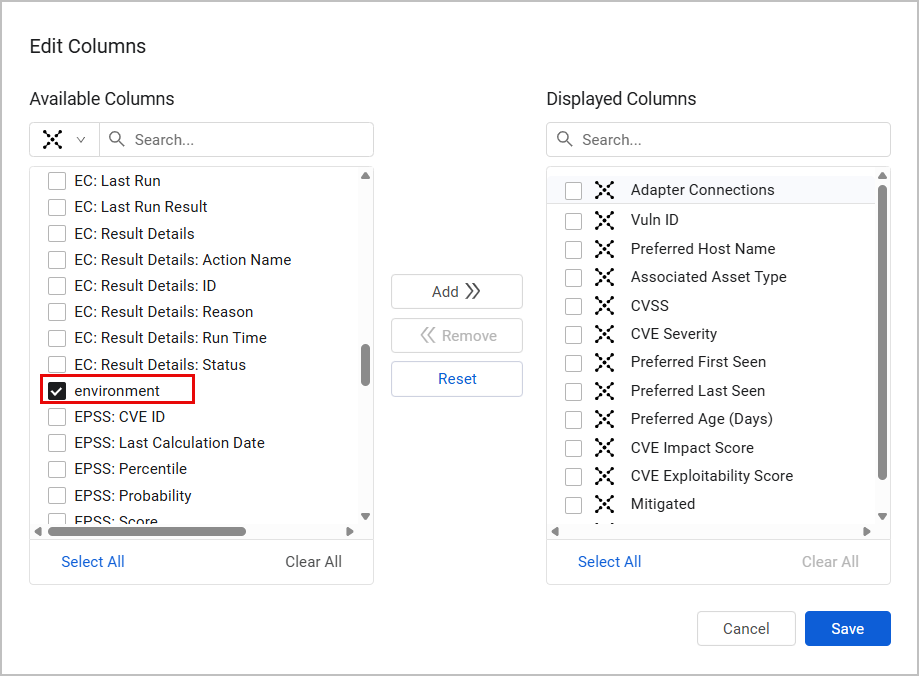 Edit Columns
Available Columns
Search...
EC: Last Run
EC: Last Run Result
EC: Result Details
EC: Result Details: Action Name
EC: Result Details: ID
EC: Result Details: Reason
EC: Result Details: Run Time
EC: Result Details: Status
environment
EPSS: CVE ID
EPSS: Last Calculation Date
EPSS: Percentile
EPSS: Probability
EPSS: Score
Select All
Clear All
Add
Remove
Reset
Displayed Columns
Search...
Adapter Connections
Vuln ID
Preferred Host Name
Associated Asset Type
CVSS
CVE Severity
Preferred First Seen
Preferred Last Seen
Preferred Age (Days)
CVE Impact Score
CVE Exploitability Score
Mitigated
Select All
Clear All
Cancel
Save